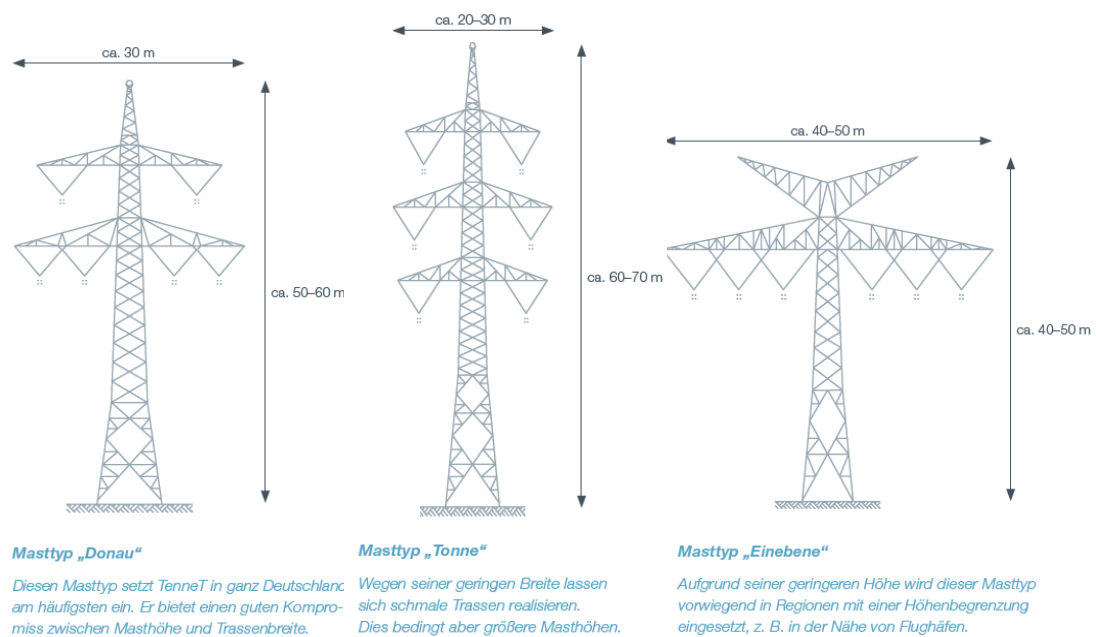 ca. 30 m
ca. 50–60 m
Masttyp „Donau“
Diesen Masttyp setzt TenneT in ganz Deutschland
am häufigsten ein. Er bietet einen guten Kompro-
miss zwischen Masthöhe und Trassenbreite.
ca. 20–30 m
ca. 60–70 m
Masttyp „Tonne“
Wegen seiner geringen Breite lassen
sich schmale Trassen realisieren.
Dies bedingt aber größere Masthöhen.
ca. 40–50 m
ca. 40–50 m
Masttyp „Einebene“
Aufgrund seiner geringeren Höhe wird dieser Masttyp
vorwiegend in Regionen mit einer Höhenbegrenzung
eingesetzt, z. B. in der Nähe von Flughäfen.